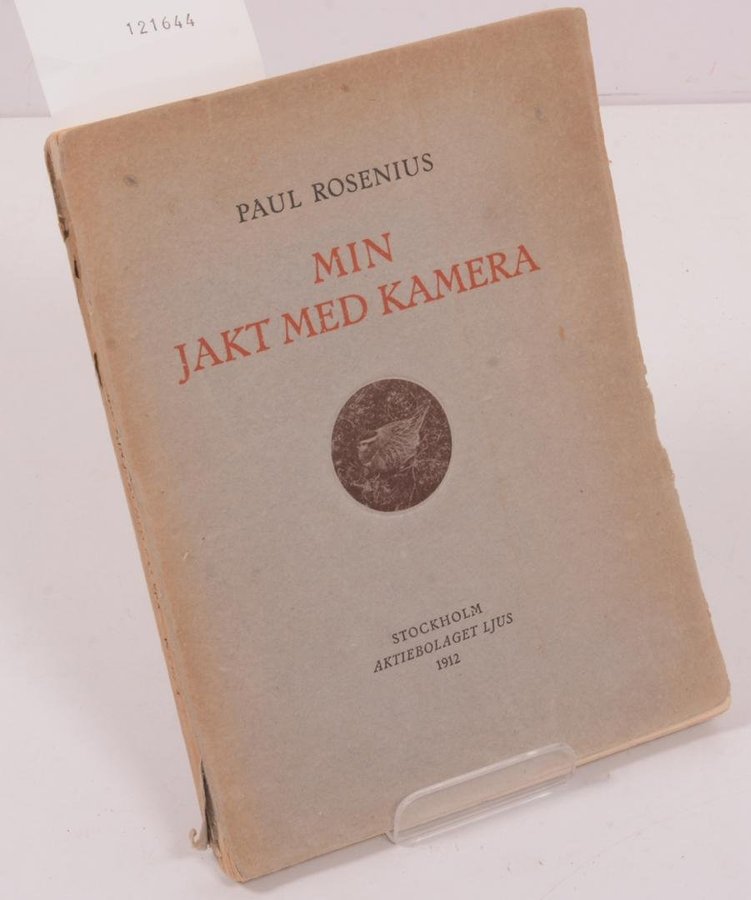 121644
PAUL ROSENIUS
MIN
JAKT MED KAMERA
STOCKHOLM
AKTIEBOLAGET LJUS
1912